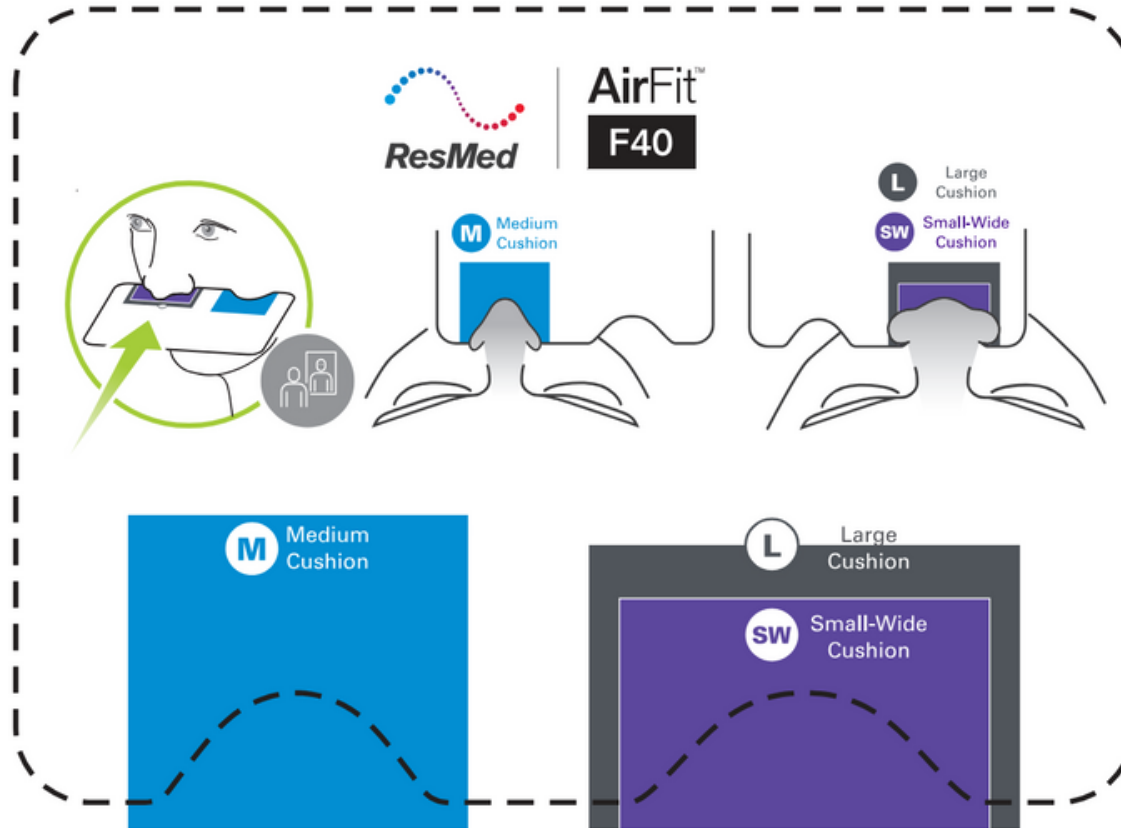 ResMed
AirFit™
F40
L
Large
Cushion
M
Medium
Cushion
SW
Small-Wide
Cushion
M
Medium
Cushion
L
Large
Cushion
SW
Small-Wide
Cushion